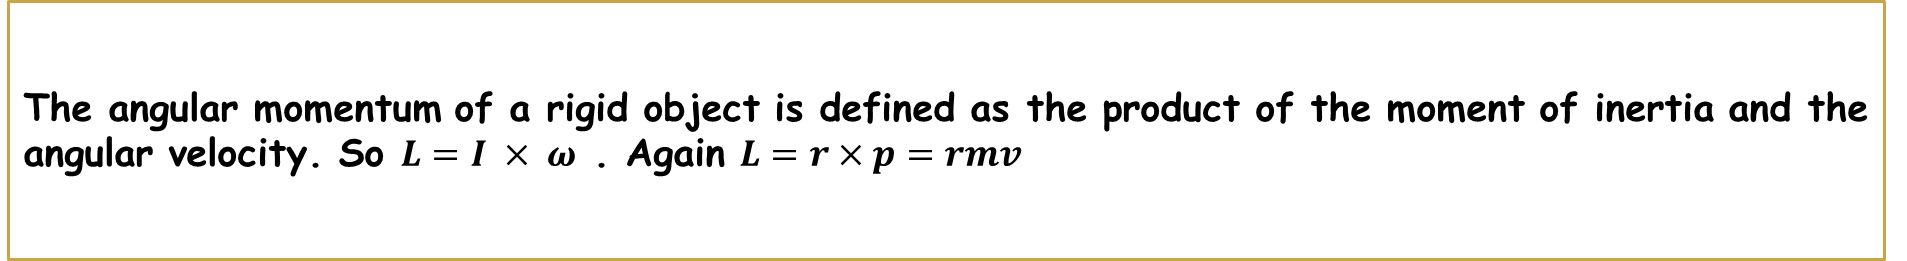 The angular momentum of a rigid object is defined as the product of the moment of inertia and the
angular velocity. So L = I × ω . Again L = r × p = rmv